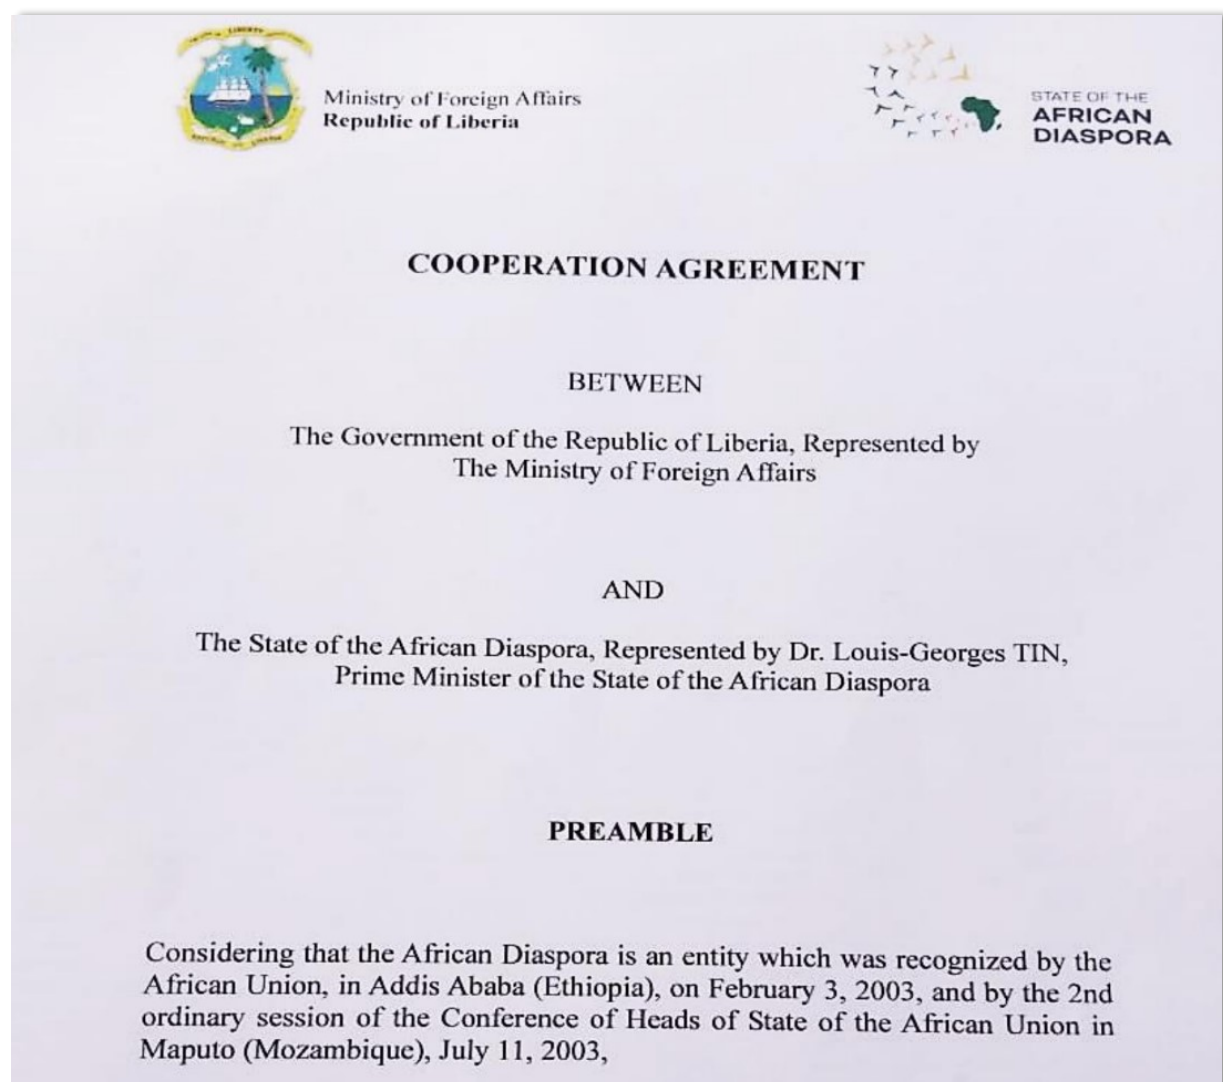 Ministry of Foreign Affairs
Republic of Liberia
STATE OF THE
AFRICAN
DIASPORA
COOPERATION AGREEMENT
BETWEEN
The Government of the Republic of Liberia, Represented by
The Ministry of Foreign Affairs
AND
The State of the African Diaspora, Represented by Dr. Louis-Georges TIN,
Prime Minister of the State of the African Diaspora
PREAMBLE
Considering that the African Diaspora is an entity which was recognized by the
African Union, in Addis Ababa (Ethiopia), on February 3, 2003, and by the 2nd
ordinary session of the Conference of Heads of State of the African Union in
Maputo (Mozambique), July 11, 2003,